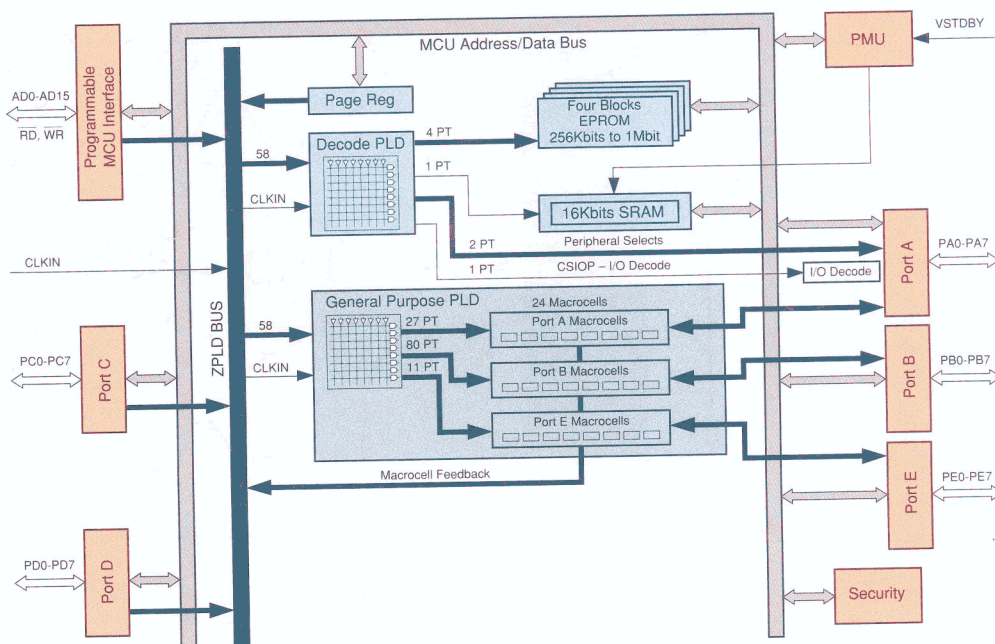 MCU Address/Data Bus
PMU
VSTDBY
Programmable
MCU Interface
AD0-AD15
RD, WR
Page Reg
Four Blocks
EPROM
256Kbits to 1Mbit
4 PT
Decode PLD
58
1 PT
CLKIN
16Kbits SRAM
2 PT
Peripheral Selects
1 PT
CSIOP – I/O Decode
I/O Decode
Port A
PA0-PA7
CLKIN
ZPLD BUS
General Purpose PLD
24 Macrocells
58
27 PT
Port A Macrocells
80 PT
Port B Macrocells
CLKIN
11 PT
Port E Macrocells
Macrocell Feedback
PC0-PC7
Port C
Port B
PB0-PB7
Port E
PE0-PE7
PD0-PD7
Port D
Security